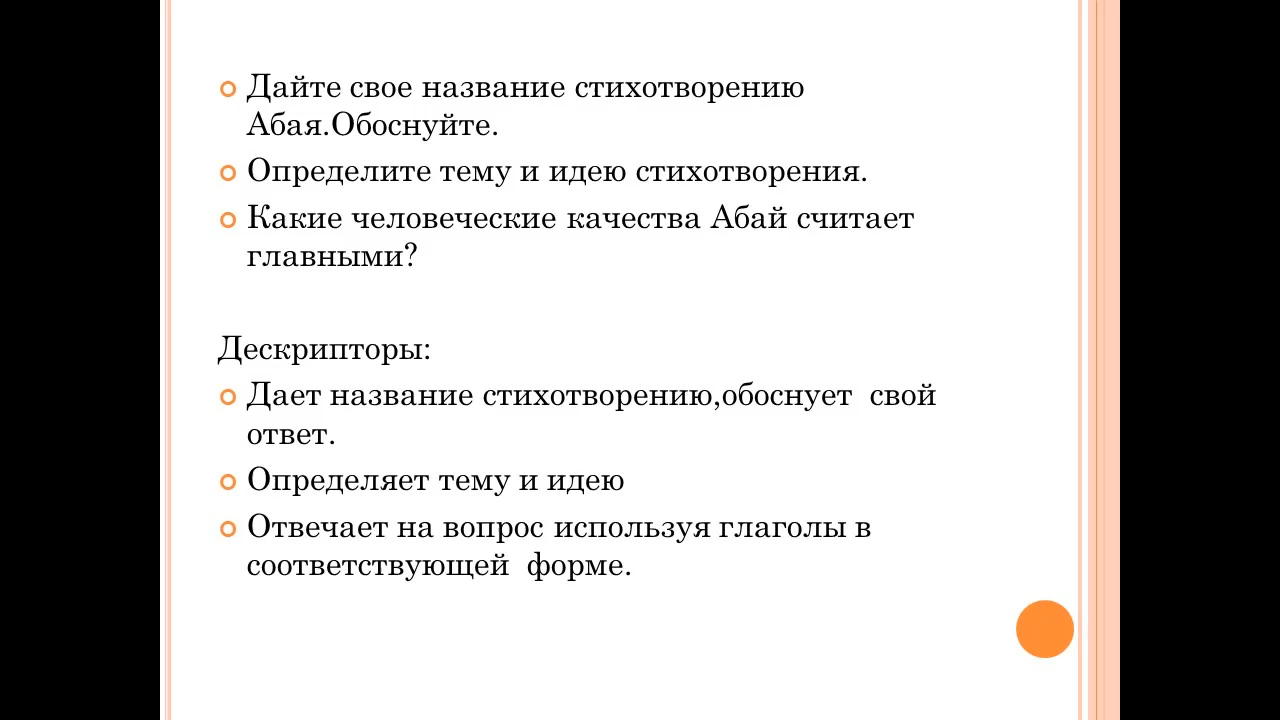 Дайте свое название стихотворению
Абая.Обоснуйте.
Определите тему и идею стихотворения.
Какие человеческие качества Абай считает
главными?
Дескрипторы:
Дает название стихотворению,обоснует свой
ответ.
Определяет тему и идею
Отвечает на вопрос используя глаголы в
соответствующей форме.